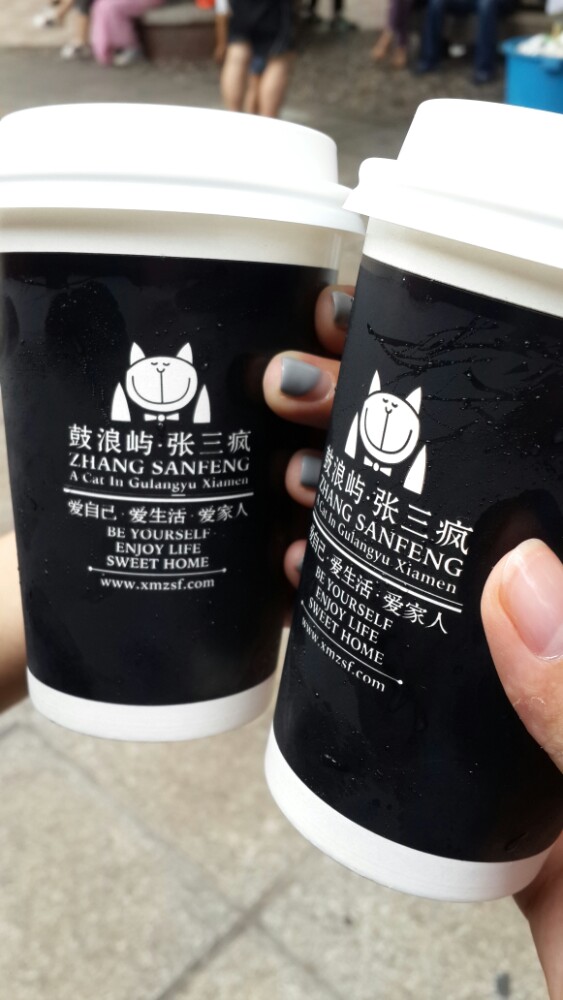 鼓浪屿·张三疯
ZHANG SANFENG
A Cat In Gulangyu Xiamen
爱自己·爱生活·爱家人
BE YOURSELF
ENJOY LIFE
SWEET HOME
www.xmzsf.com
鼓浪屿·张三疯
ZHANG SANFENG
A Cat In Gulangyu Xiamen
爱自己·爱生活·爱家人
BE YOURSELF
ENJOY LIFE
SWEET HOME
www.xmzsf.com